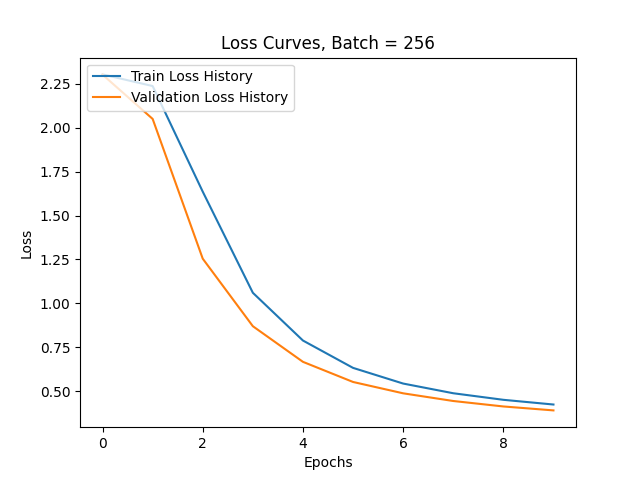 Loss Curves, Batch = 256
Train Loss History
Validation Loss History
2.25
2.00
1.75
1.50
1.25
1.00
0.75
0.50
Loss
0 2 4 6 8
Epochs